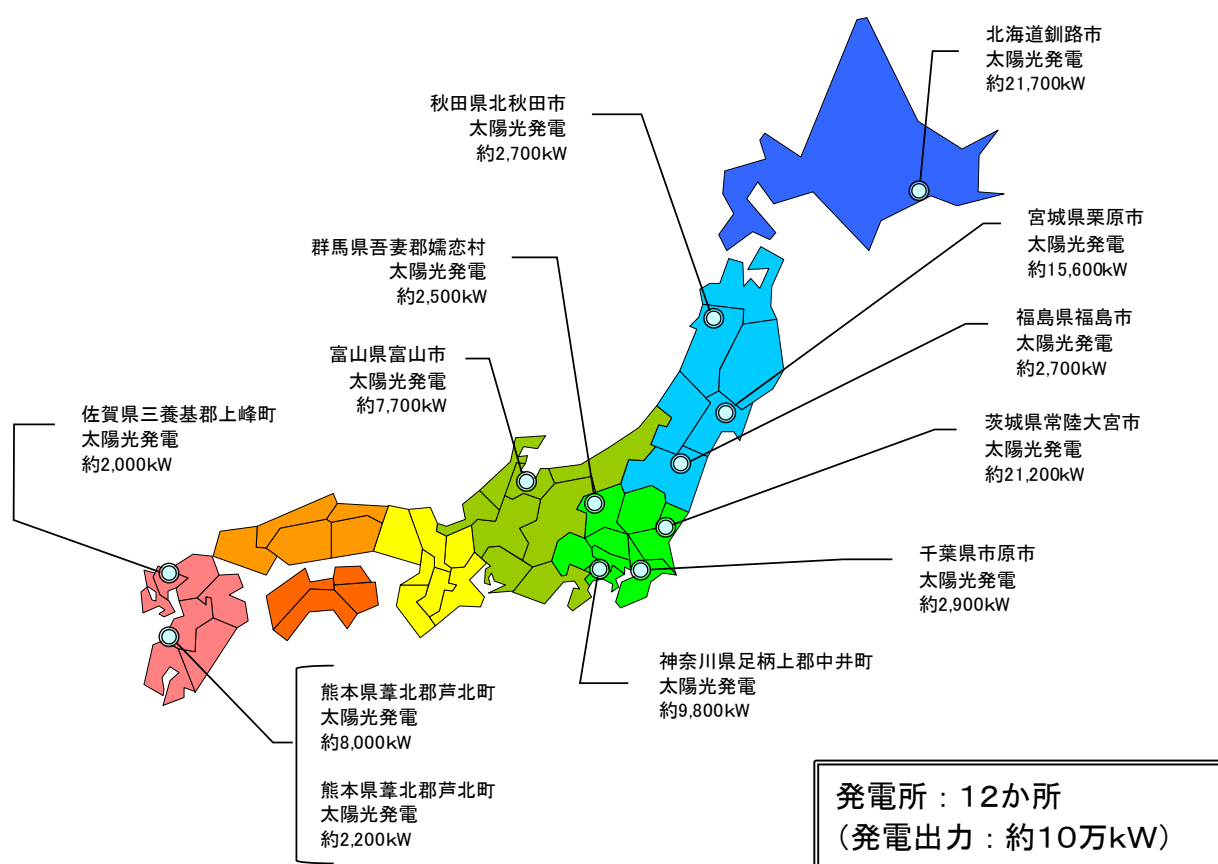 北海道釧路市
太陽光発電
約21,700kW
秋田県北秋田市
太陽光発電
約2,700kW
宮城県栗原市
太陽光発電
約15,600kW
群馬県吾妻郡嬬恋村
太陽光発電
約2,500kW
福島県福島市
太陽光発電
約2,700kW
富山県富山市
太陽光発電
約7,700kW
佐賀県三養基郡上峰町
太陽光発電
約2,000kW
茨城県常陸大宮市
太陽光発電
約21,200kW
千葉県市原市
太陽光発電
約2,900kW
神奈川県足柄上郡中井町
太陽光発電
約9,800kW
熊本県葦北郡芦北町
太陽光発電
約8,000kW
熊本県葦北郡芦北町
太陽光発電
約2,200kW
発電所：12か所
（発電出力：約10万kW）